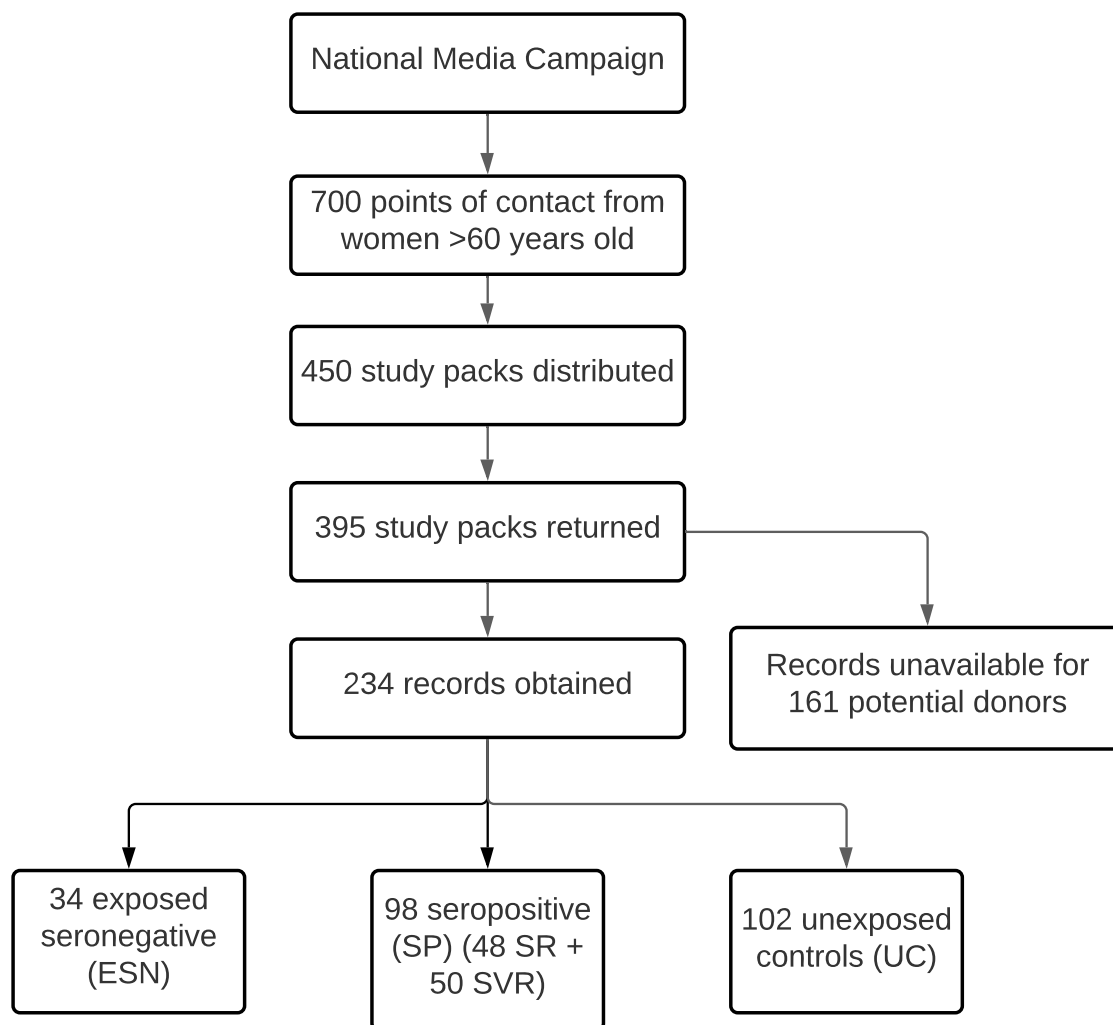 National Media Campaign
700 points of contact from
women >60 years old
450 study packs distributed
395 study packs returned
234 records obtained
Records unavailable for
161 potential donors
34 exposed
seronegative
(ESN)
98 seropositive
(SP) (48 SR +
50 SVR)
102 unexposed
controls (UC)